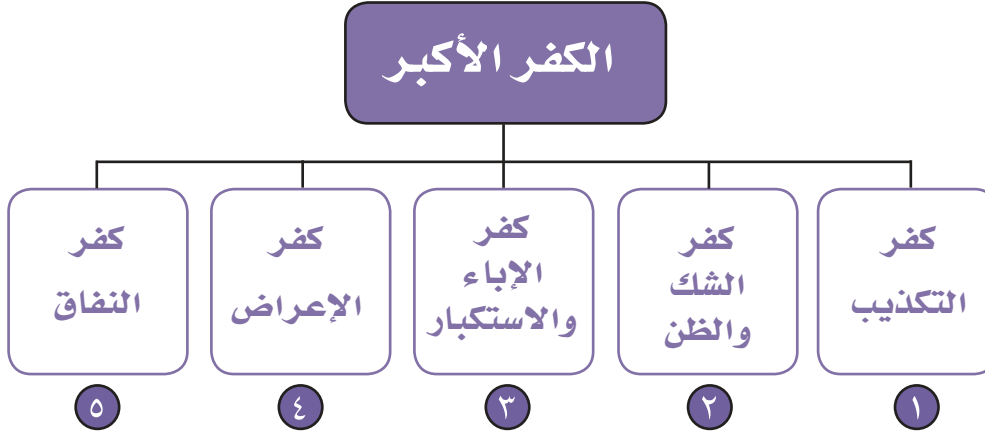 الكفر الأكبر
كفر
التكذيب
١
كفر
الشك
والظن
٢
كفر
الإباء
والاستكبار
٣
كفر
الإعراض
٤
كفر
النفاق
٥